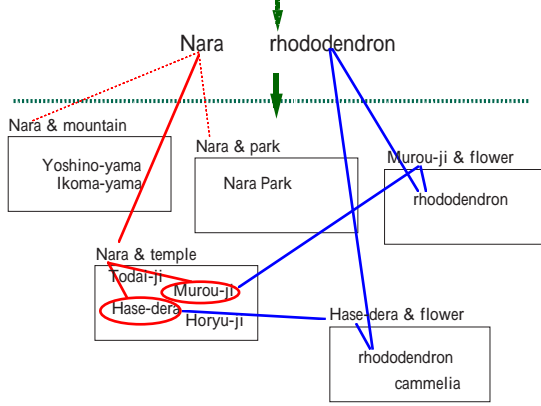 Nara rhododendron
Nara & mountain
Yoshino-yama
Ikoma-yama
Nara & park
Nara Park
Murou-ji & flower
rhododendron
Nara & temple
Todai-ji
Murou-ji
Hase-dera
Horyu-ji
Hase-dera & flower
rhododendron
cammelia